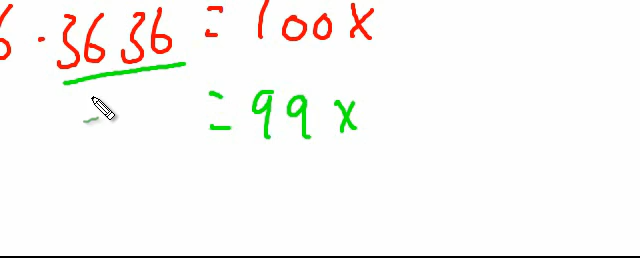 6.3636 = 100x
= 99x